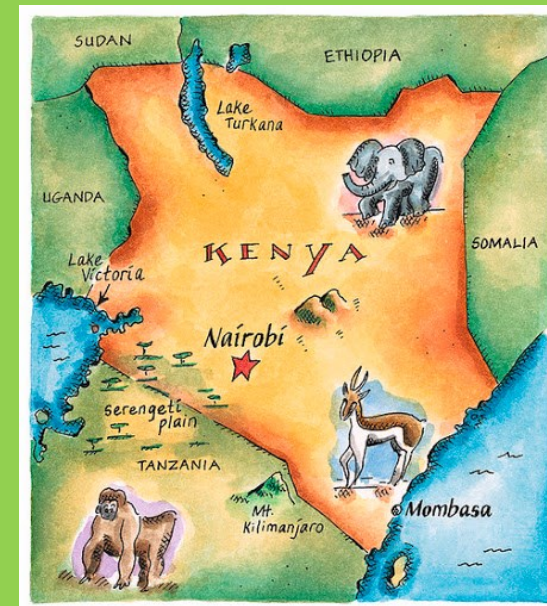 SUDAN
ETHIOPIA
Lake
Turkana
UGANDA
KENYA
SOMALIA
Lake
Victoria
Nairobi
serengeti
plain
TANZANIA
Mt.
Kilimanjaro
Mombasa